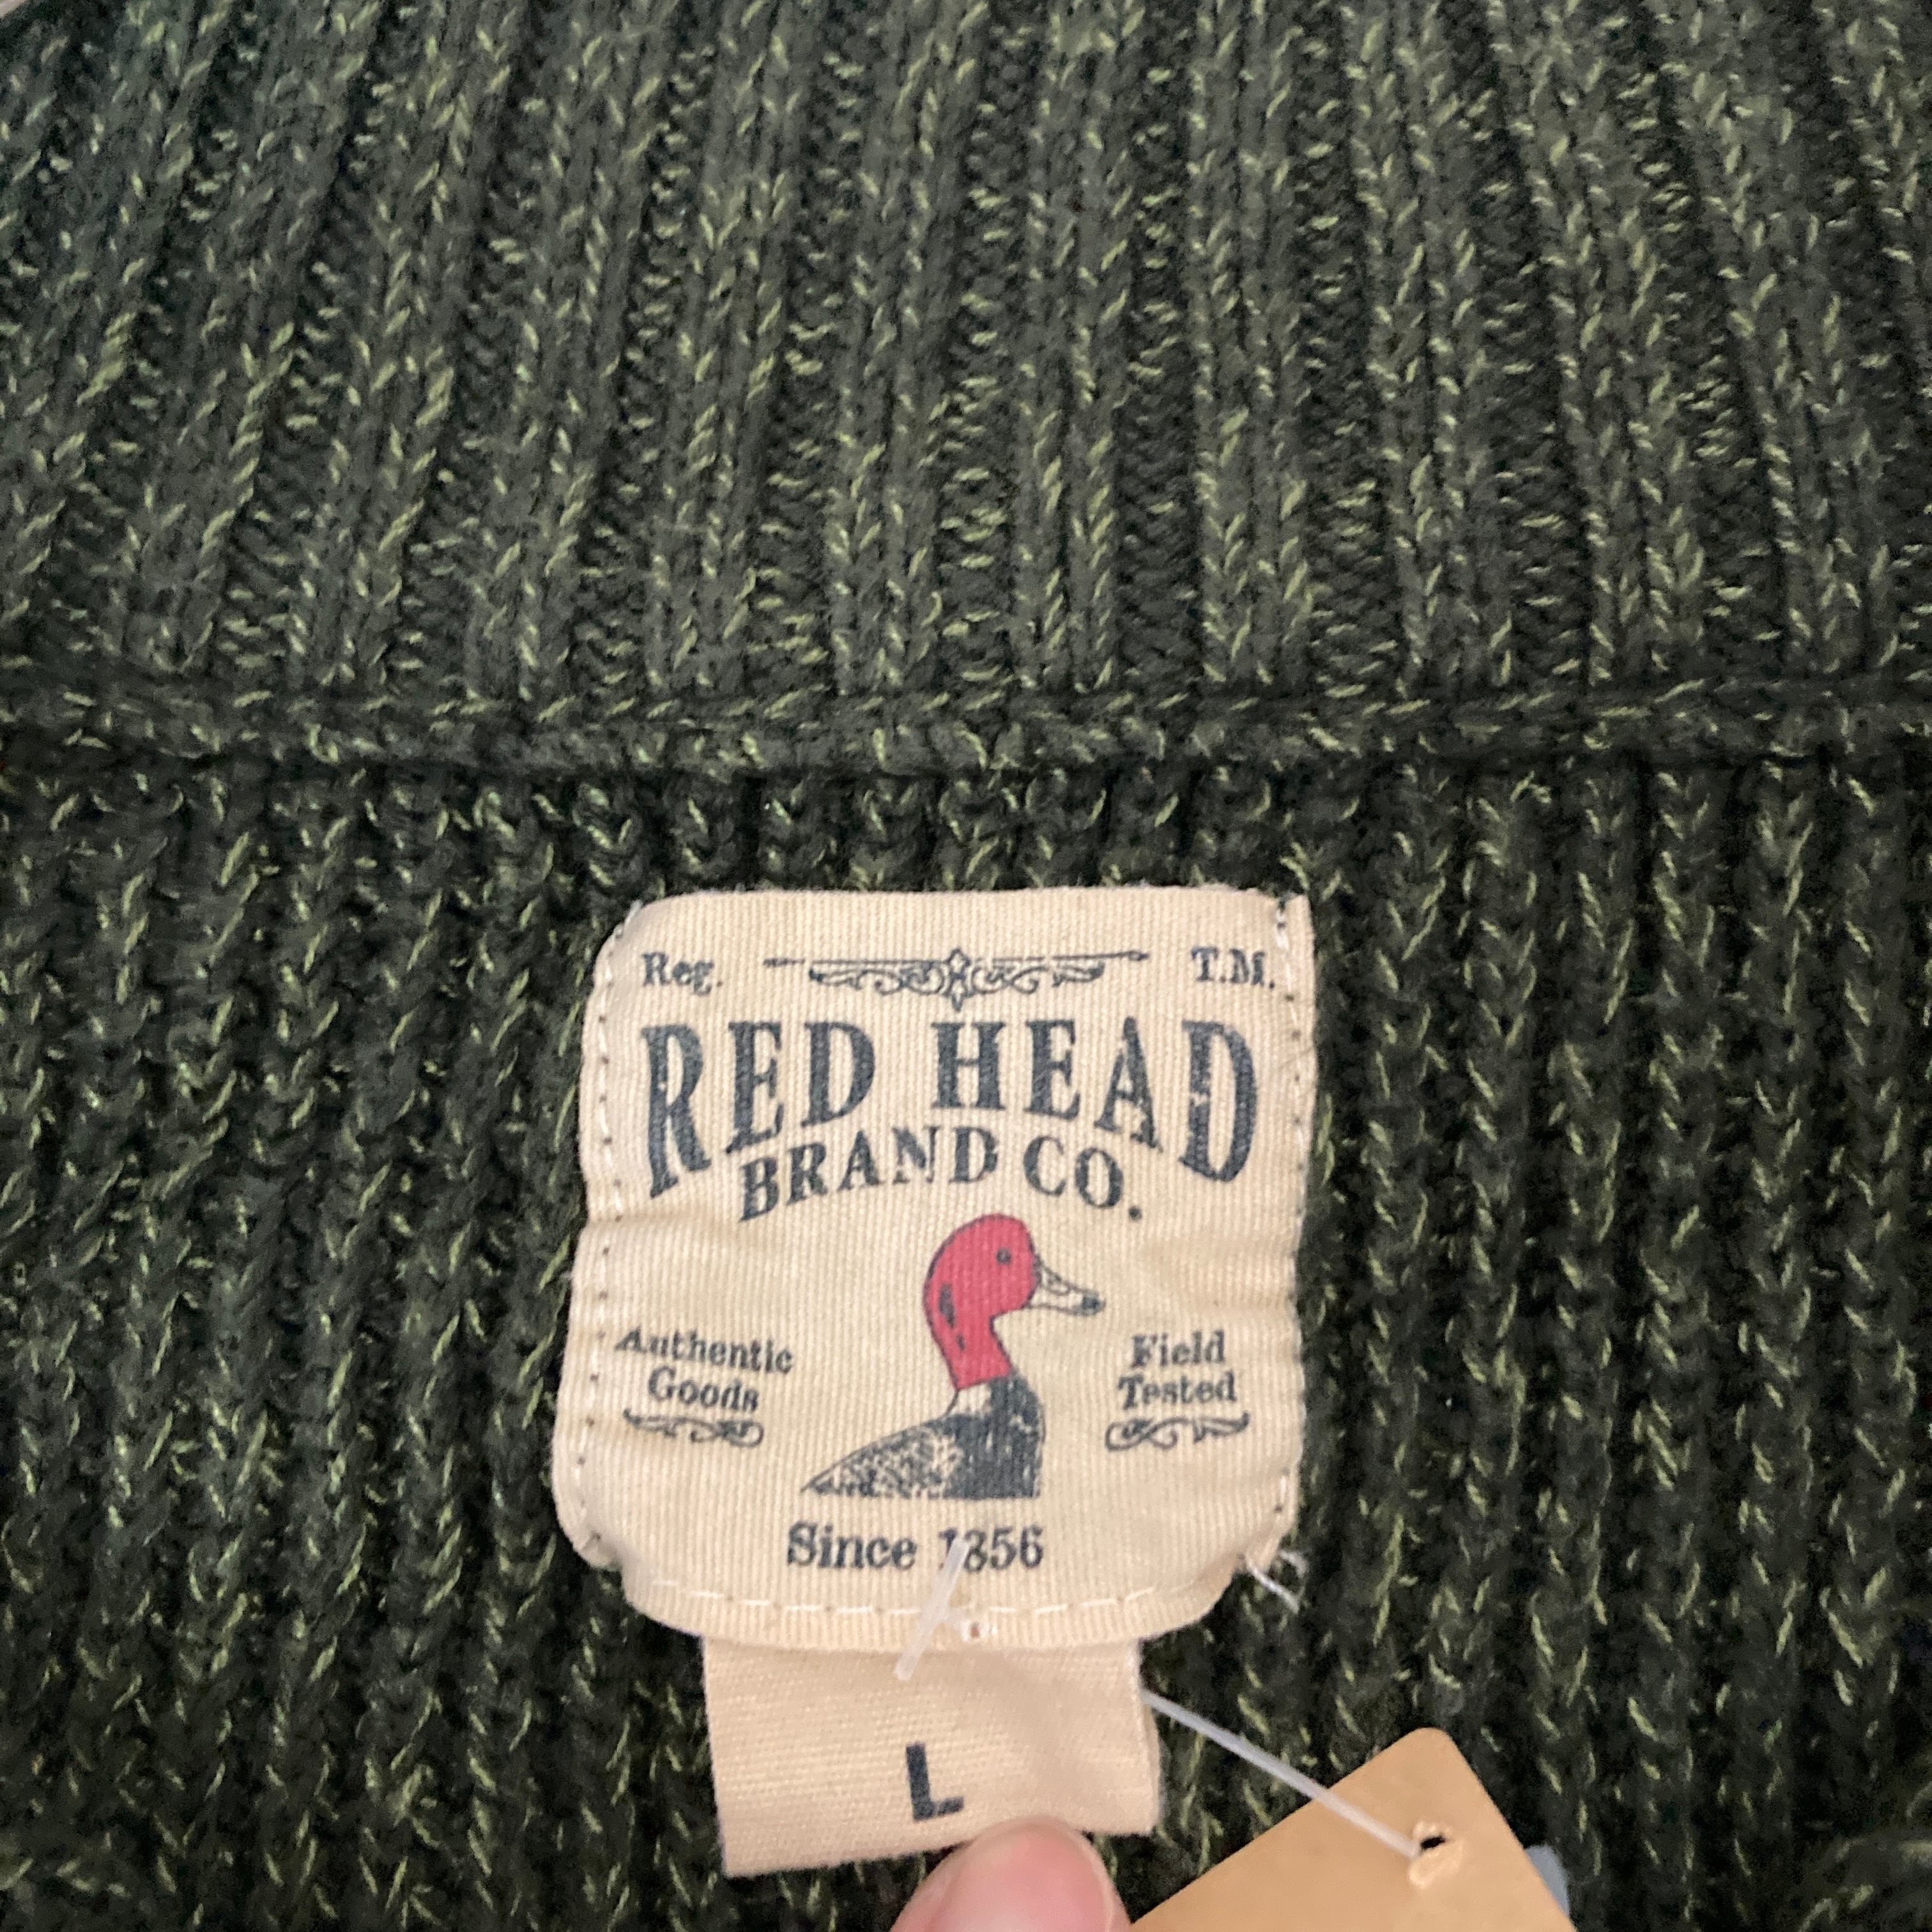 Reg. T.M.
RED HEAD
BRAND CO.
Authentic
Goods
Field
Tested
Since 1856
L